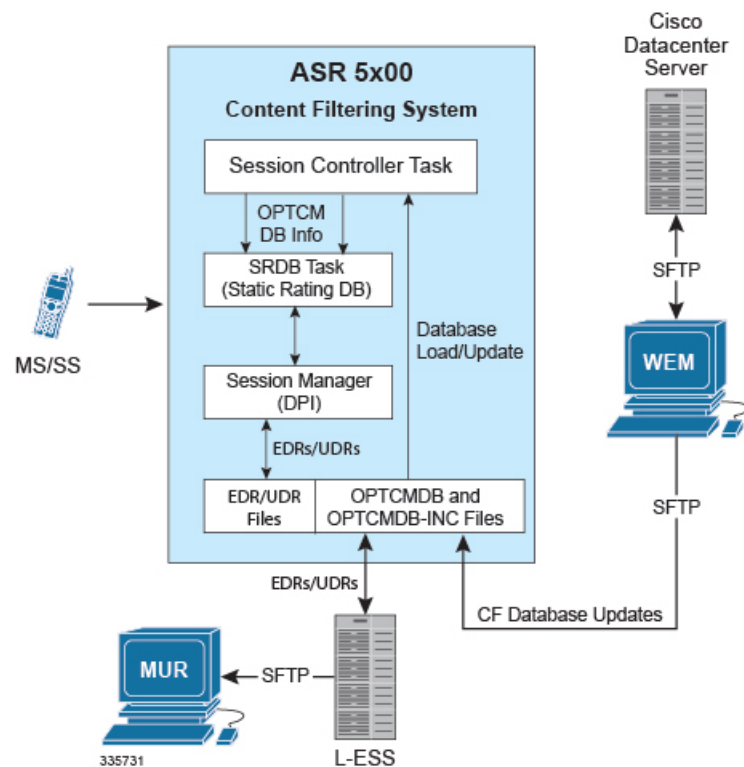 Cisco
Datacenter
Server
ASR 5x00
Content Filtering System
Session Controller Task
OPTCM
DB Info
SRDB Task
(Static Rating DB)
Database
Load/Update
Session Manager
(DPI)
EDRs/UDRs
EDR/UDR
Files
OPTCMDB and
OPTCMDB-INC Files
MS/SS
SFTP
WEM
SFTP
EDRs/UDRs
CF Database Updates
MUR
SFTP
L-ESS
335731